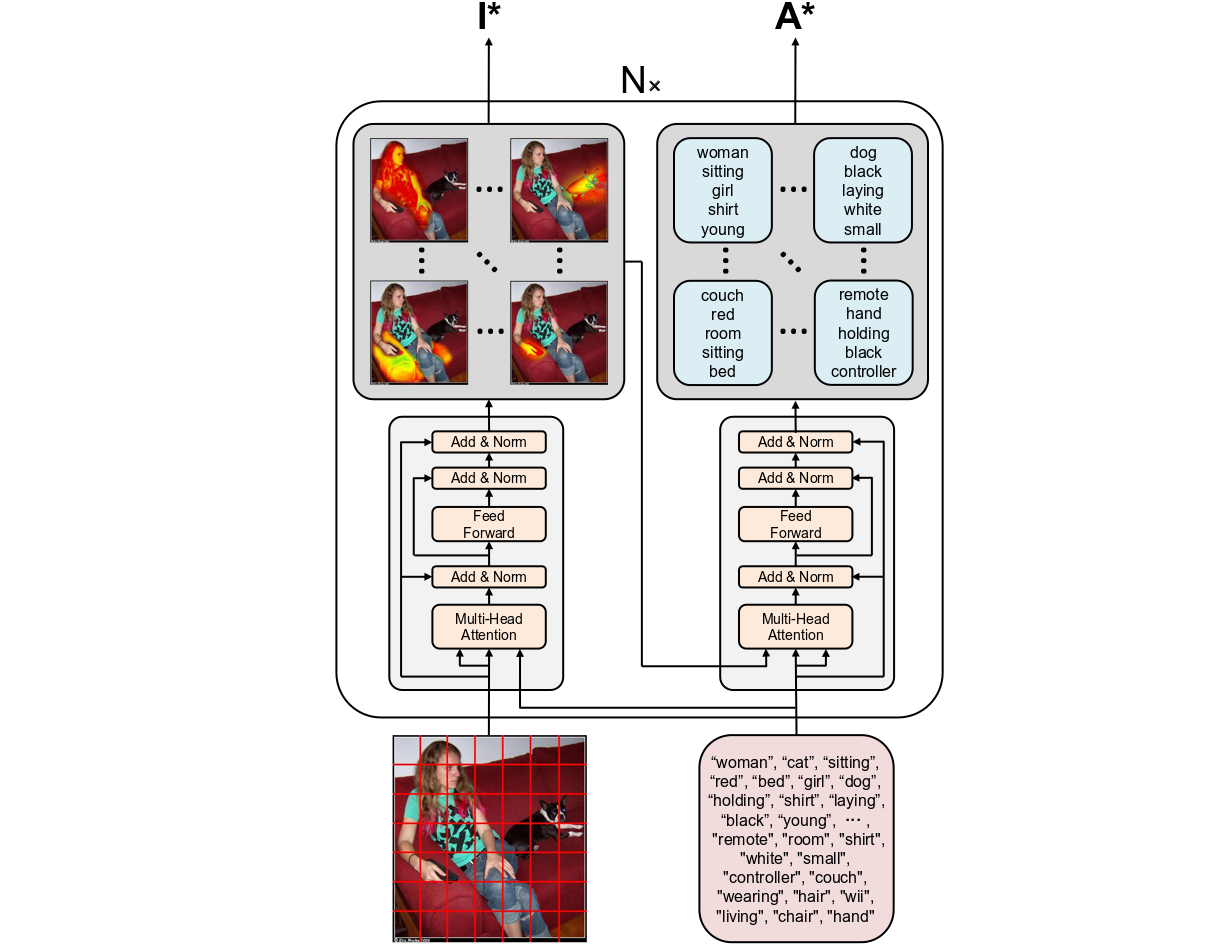 I*
A*
N×
woman
sitting
girl
shirt
young
dog
black
laying
white
small
couch
red
room
sitting
bed
remote
hand
holding
black
controller
Add & Norm
Add & Norm
Feed
Forward
Add & Norm
Multi-Head
Attention
Add & Norm
Add & Norm
Feed
Forward
Add & Norm
Multi-Head
Attention
“woman”, “cat”, “sitting”,
“red”, “bed”, “girl”, “dog”,
“holding”, “shirt”, “laying”,
“black”, “young”, ⋯ ,
"remote", "room", "shirt",
"white", "small",
"controller", "couch",
"wearing", "hair", "wii",
"living", "chair", "hand"